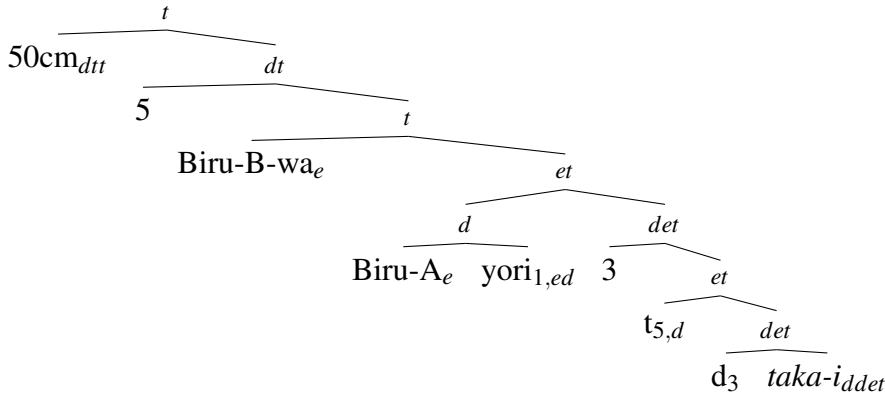 t
50cm_dtt dt
5 t
Biru-B-wa_e et
d det
Biru-A_e yori_1,ed 3 et
t_5,d det
d_3 taka-i_ddet